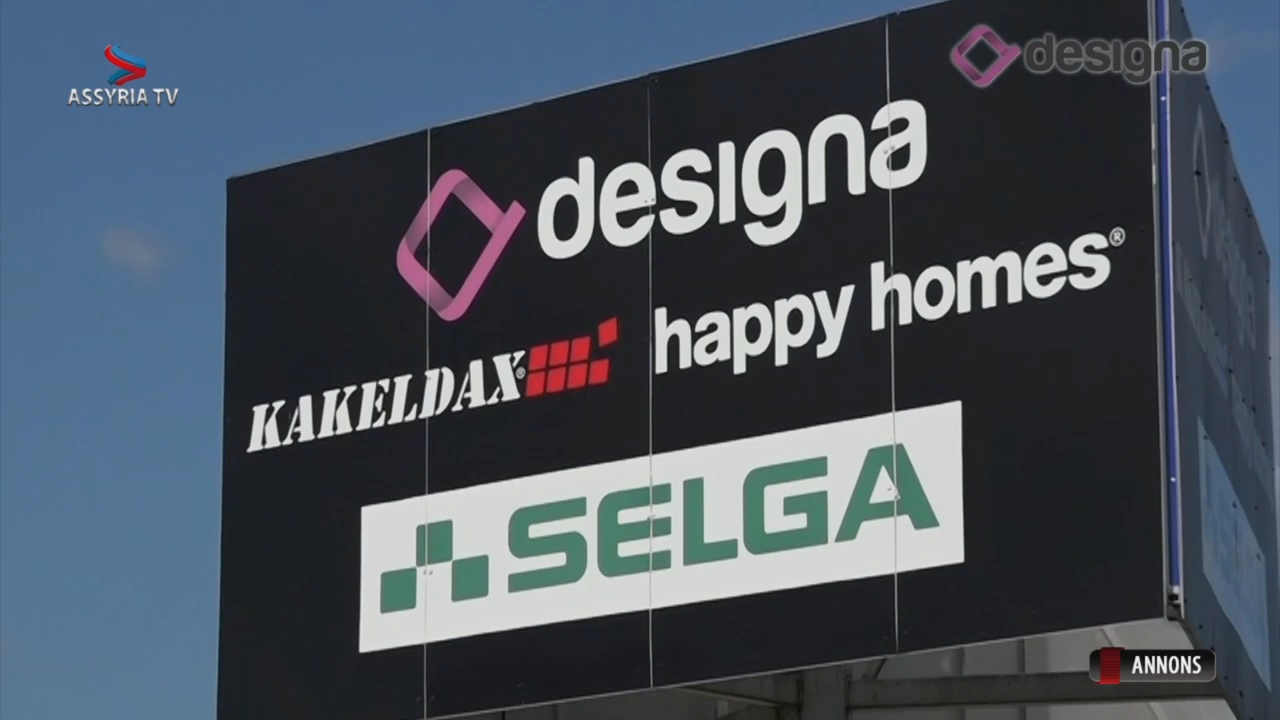 ASSYRIA TV
designa
designa
happy homes®
KAKELDAX®
SELGA
ANNONS